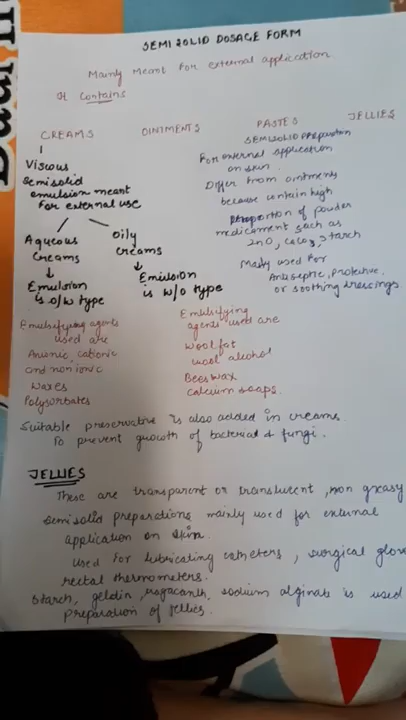 SEMI SOLID DOSAGE FORM
Mainly Meant for external application
It contains
CREAMS
OINTMENTS
PASTES
JELLIES
Viscous
Semisolid
emulsion meant
for external use
Aqueous
creams
Emulsion
is o/w type
Oily
creams
Emulsion
is w/o type
SEMISOLID PREPARATION
For external application
on skin.
Differ from ointments
because contain high
proportion of powder
medicament such as
ZnO, CaCO3, starch
Mostly used for
Antiseptic, Protective,
or soothing dressings
Emulsifying agents
used are
Anionic, cationic
and non ionic
Waxes
Polysorbates
Emulsifying
agents used are
Wool fat
wool alcohol
Bees wax
calcium soaps.
Suitable preservative is also added in creams.
To prevent growth of bacterial & fungi.
JELLIES
These are transparent or translucent, non greasy
semisolid preparations mainly used for external
application on skin.
Used for lubricating catheters, surgical glov
rectal thermometers.
Starch, geldin, tragacanth, sodium alginate is used
preparation of jellies.